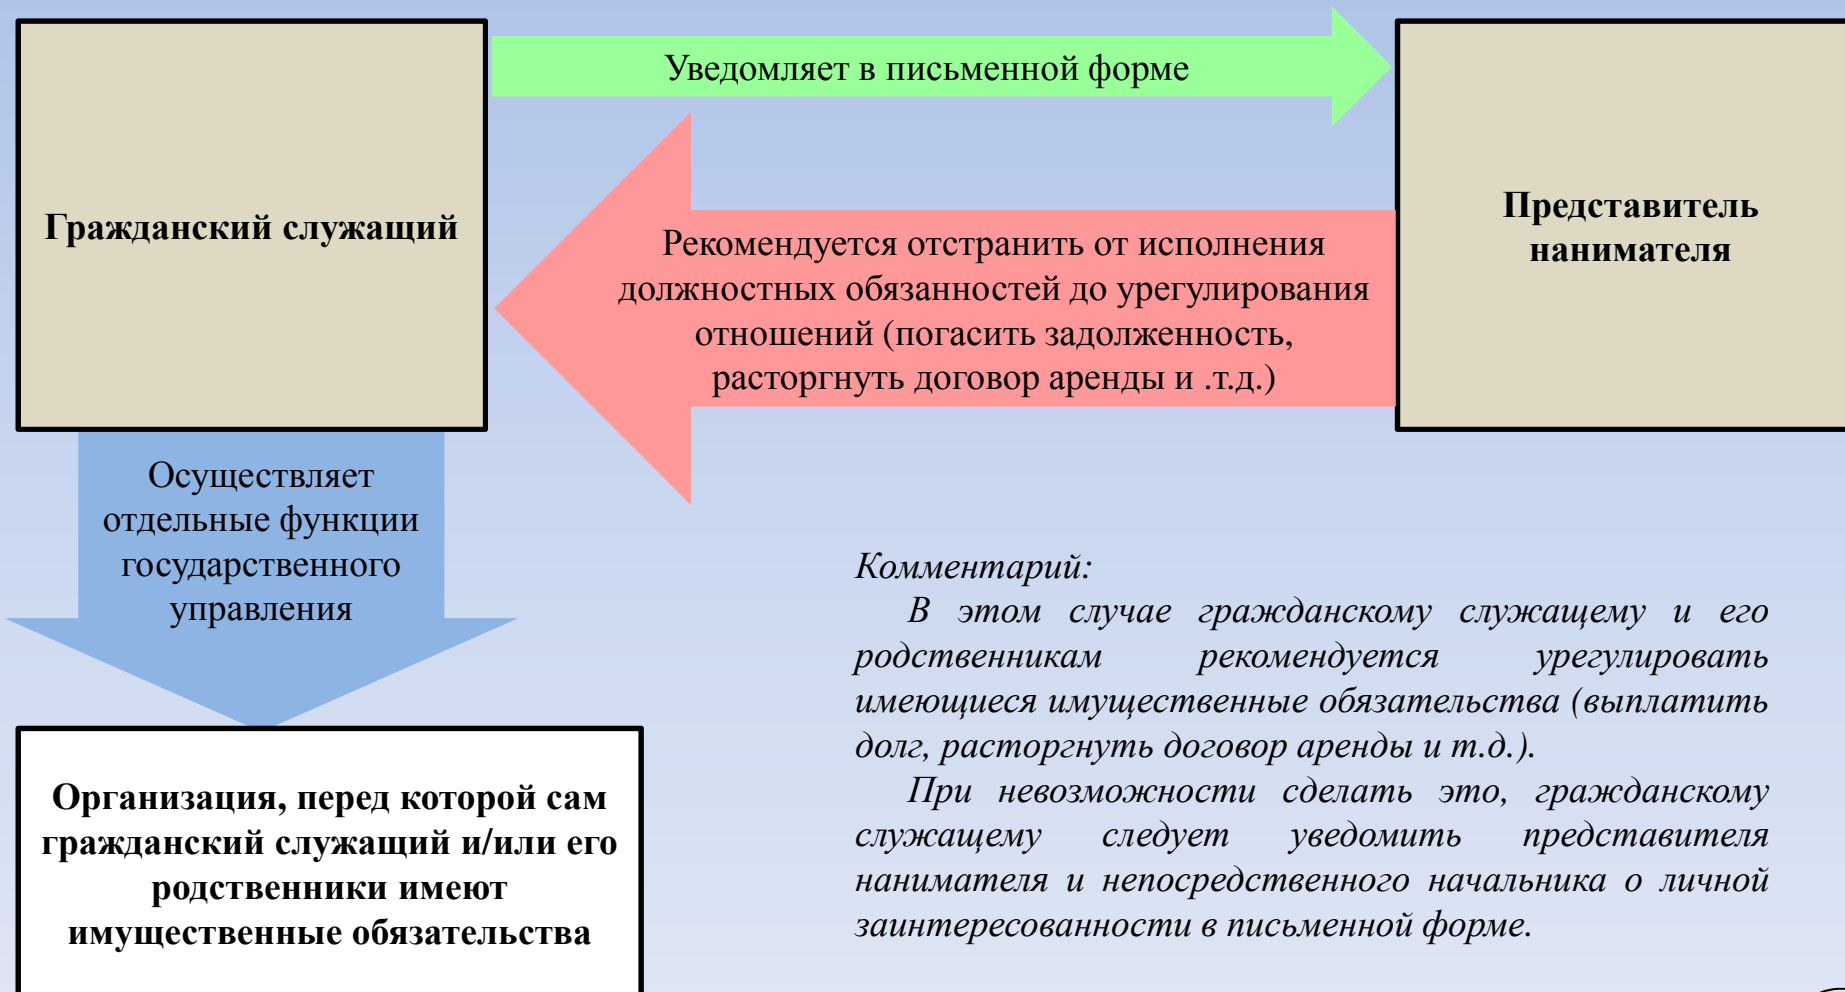 Уведомляет в письменной форме
Гражданский служащий
Представитель
нанимателя
Рекомендуется отстранить от исполнения
должностных обязанностей до урегулирования
отношений (погасить задолженность,
расторгнуть договор аренды и .т.д.)
Осуществляет
отдельные функции
государственного
управления
Организация, перед которой сам
гражданский служащий и/или его
родственники имеют
имущественные обязательства
Комментарий:
В этом случае гражданскому служащему и его
родственникам рекомендуется урегулировать
имеющиеся имущественные обязательства (выплатить
долг, расторгнуть договор аренды и т.д.).
При невозможности сделать это, гражданскому
служащему следует уведомить представителя
нанимателя и непосредственного начальника о личной
заинтересованности в письменной форме.